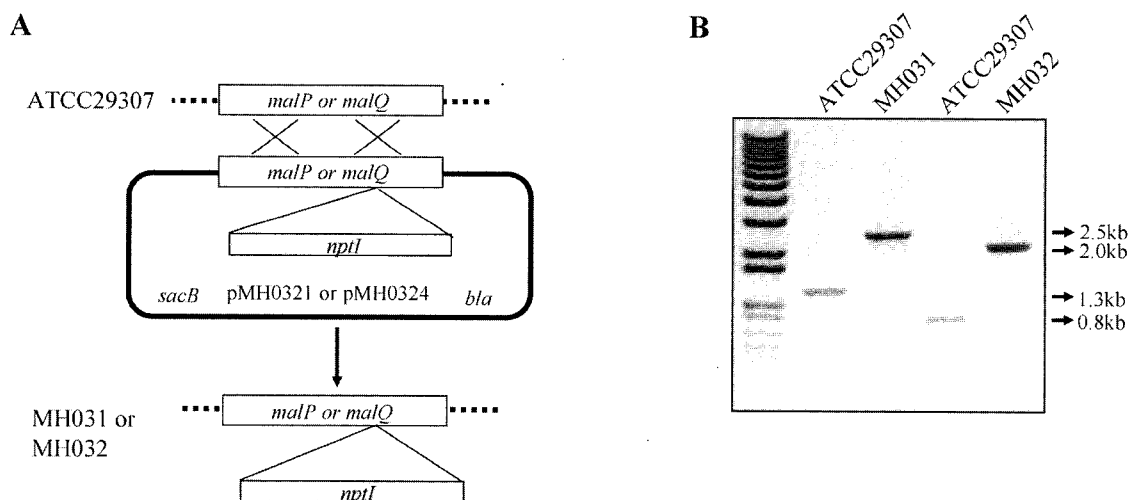 A
ATCC29307
malP or malQ
malP or malQ
nptI
sacB
pMH0321 or pMH0324
bla
MH031 or
MH032
malP or malQ
nptI
B
ATCC29307
MH031
ATCC29307
MH032
2.5kb
2.0kb
1.3kb
0.8kb